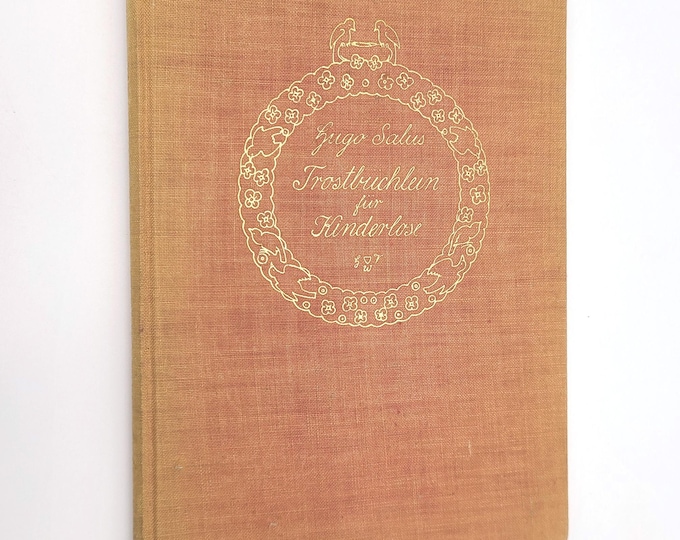 Hugo Salus
Trostbüchlein
für
Kinderlose